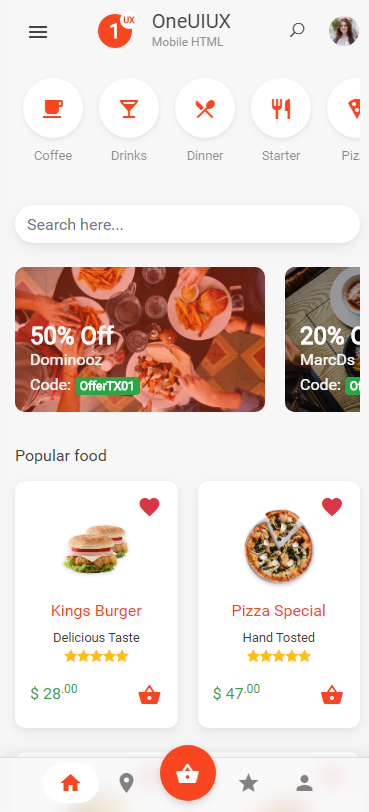 1 UX
OneUIUX
Mobile HTML
Coffee
Drinks
Dinner
Starter
Piz
Search here...
50% Off
Dominooz
Code: OfferTX01
20% O
MarcDs
Code: Of
Popular food
Kings Burger
Delicious Taste
$ 28.00
Pizza Special
Hand Tosted
$ 47.00